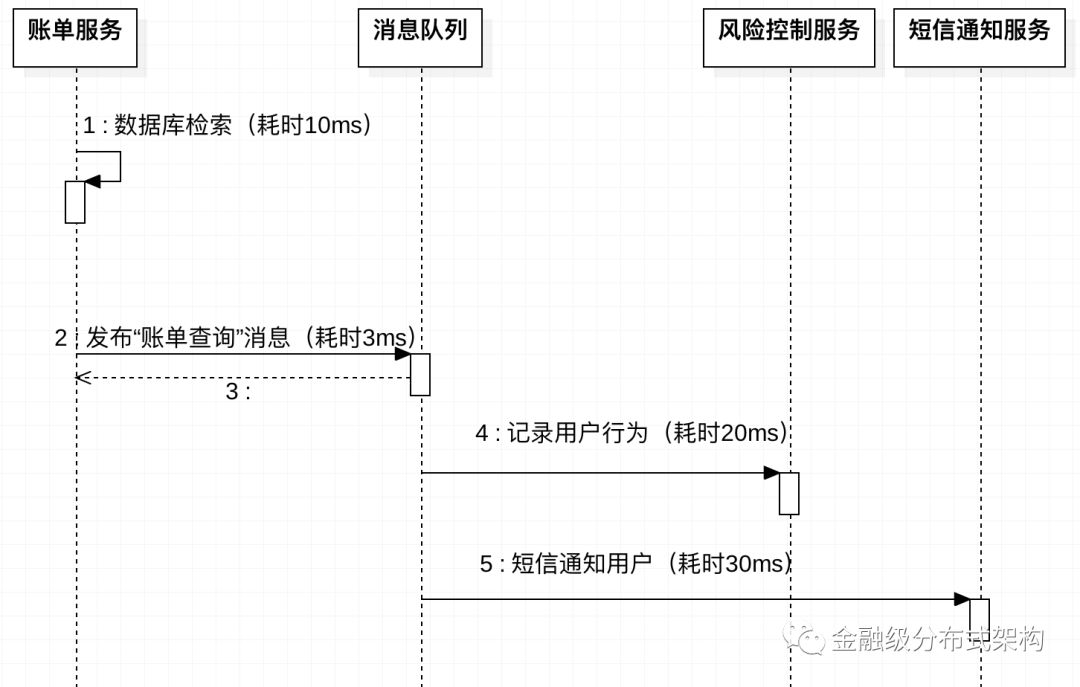 账单服务
消息队列
风险控制服务
短信通知服务
1 : 数据库检索（耗时10ms）
2 : 发布“账单查询”消息（耗时3ms）
3 :
4 : 记录用户行为（耗时20ms）
5 : 短信通知用户（耗时30ms）
金融级分布式架构